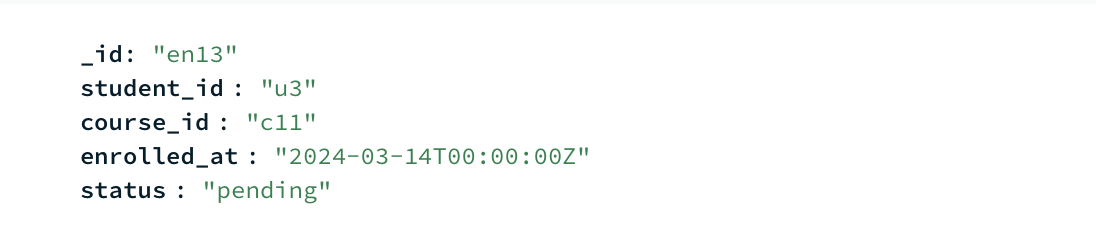 _id: "en13"
student_id : "u3"
course_id : "c11"
enrolled_at : "2024-03-14T00:00:00Z"
status : "pending"